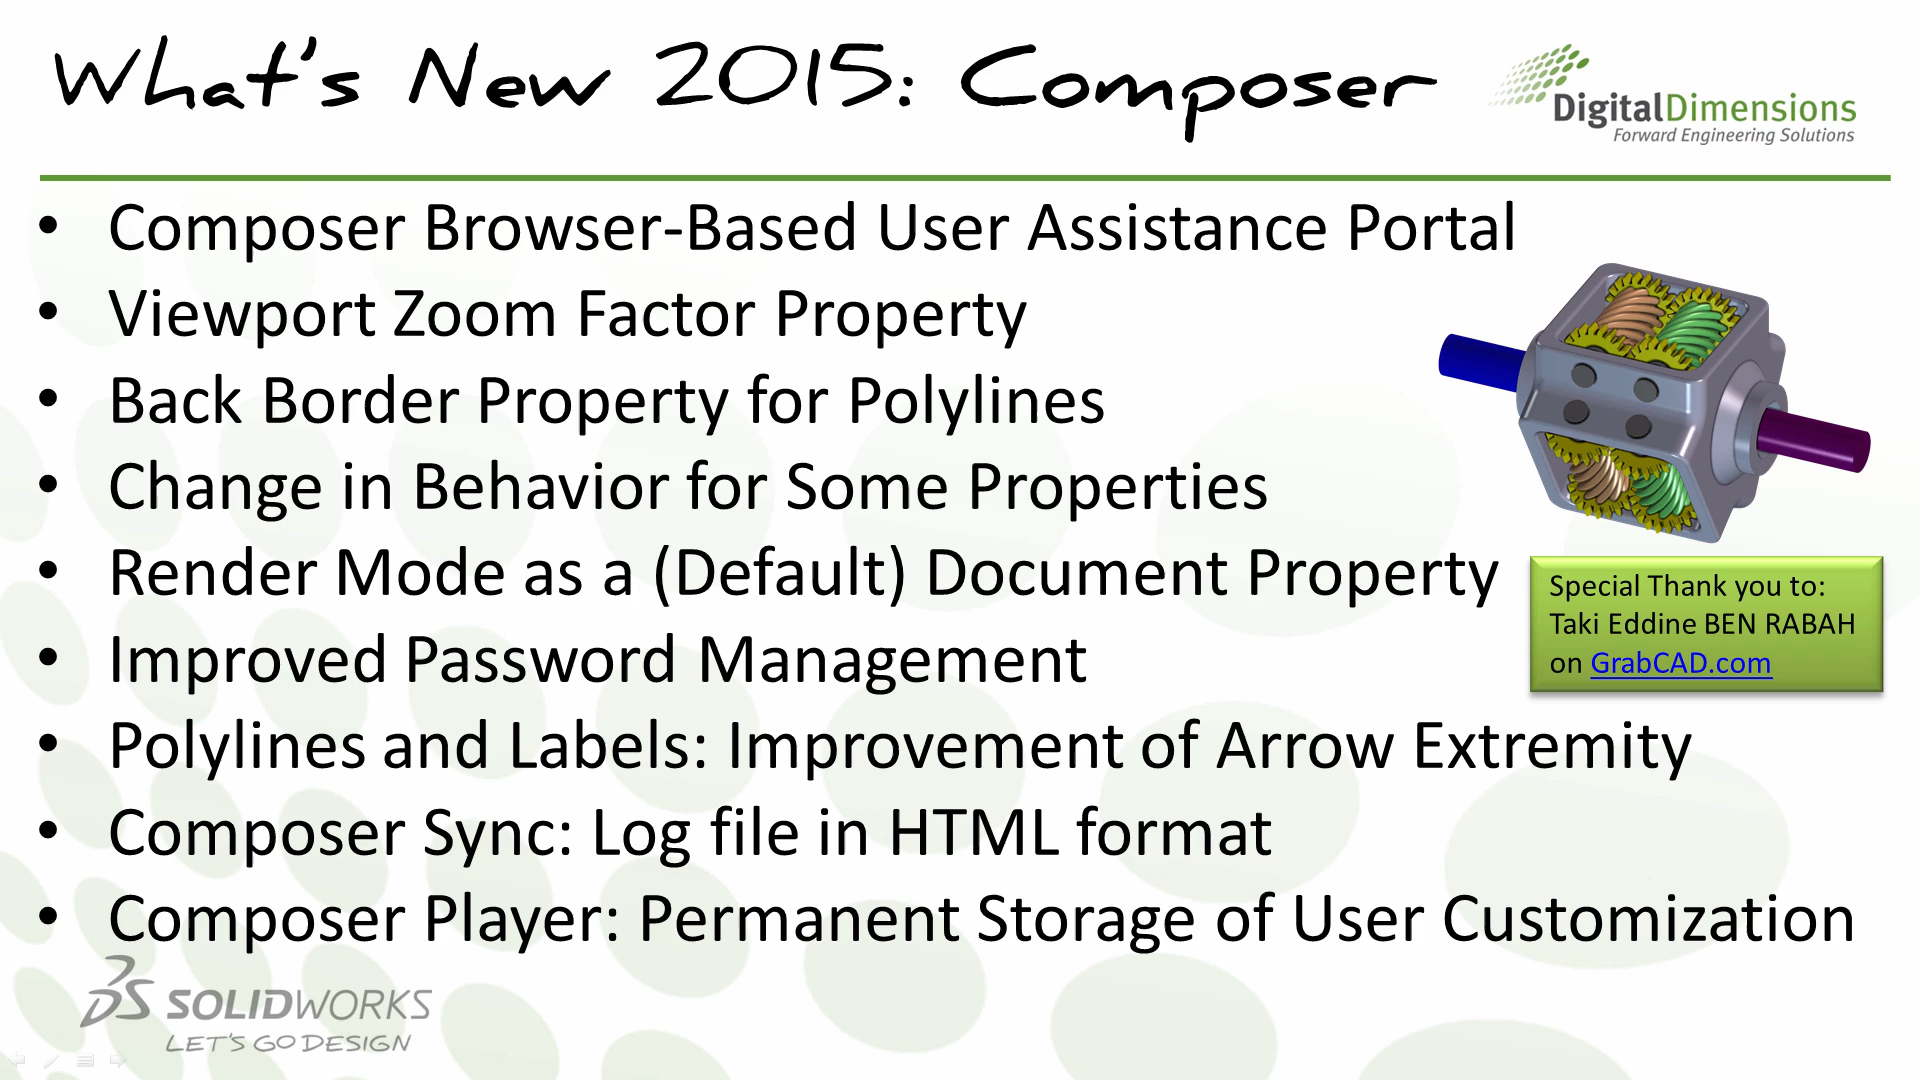 What's New 2015: Composer
DigitalDimensions
Forward Engineering Solutions
• Composer Browser-Based User Assistance Portal
• Viewport Zoom Factor Property
• Back Border Property for Polylines
• Change in Behavior for Some Properties
• Render Mode as a (Default) Document Property
• Improved Password Management
• Polylines and Labels: Improvement of Arrow Extremity
• Composer Sync: Log file in HTML format
• Composer Player: Permanent Storage of User Customization
Special Thank you to:
Taki Eddine BEN RABAH
on GrabCAD.com
DS SOLIDWORKS
LET'S GO DESIGN